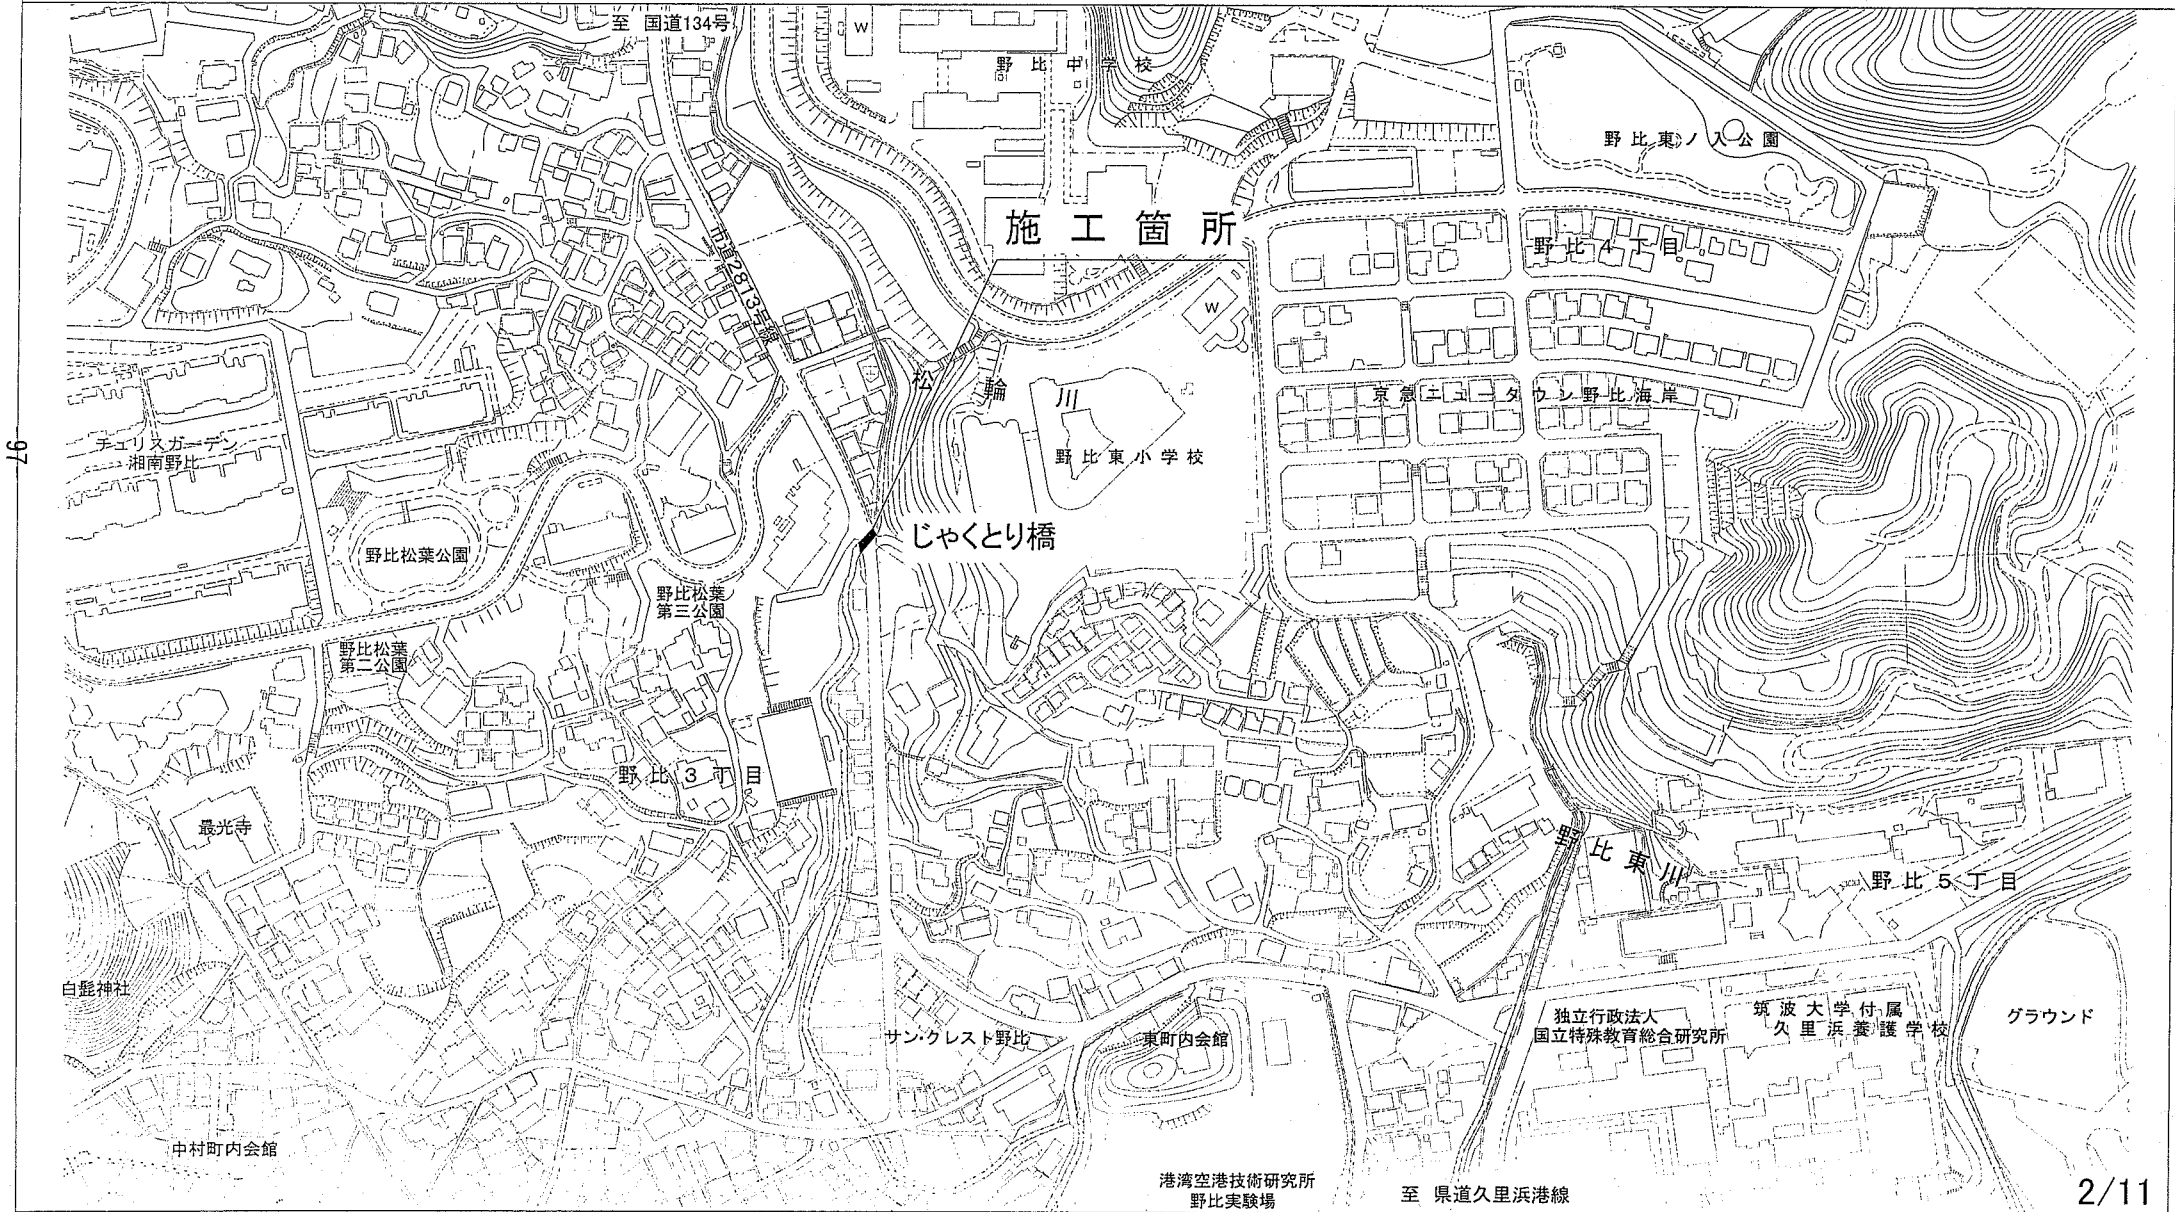 至 国道134号
W
野比中学校
野比東ノ入公園
施工箇所
野比4丁目
市道2813号線
W
松輪川
京急ニュータウン野比海岸
チュリスガーデン
湘南野比
野比東小学校
97
じゃくとり橋
野比松葉公園
野比松葉
第三公園
野比松葉
第二公園
野比3丁目
最光寺
野比東川
野比5丁目
白髭神社
サン・クレスト野比
東町内会館
独立行政法人
国立特殊教育総合研究所
筑波大学付属
久里浜養護学校
グラウンド
中村町内会館
港湾空港技術研究所
野比実験場
至 県道久里浜港線
2/11